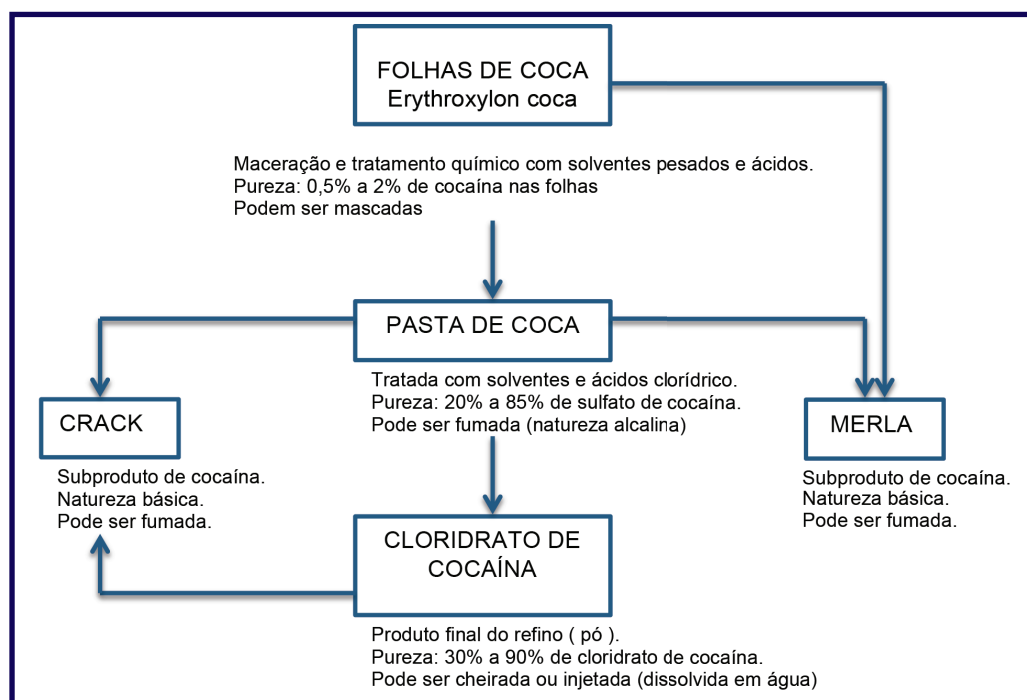 FOLHAS DE COCA
Erythroxylon coca
Maceração e tratamento químico com solventes pesados e ácidos.
Pureza: 0,5% a 2% de cocaína nas folhas
Podem ser mascadas
PASTA DE COCA
Tratada com solventes e ácidos clorídrico.
Pureza: 20% a 85% de sulfato de cocaína.
Pode ser fumada (natureza alcalina)
CRACK
Subproduto de cocaína.
Natureza básica.
Pode ser fumada.
MERLA
Subproduto de cocaína.
Natureza básica.
Pode ser fumada.
CLORIDRATO DE
COCAÍNA
Produto final do refino ( pó ).
Pureza: 30% a 90% de cloridrato de cocaína.
Pode ser cheirada ou injetada (dissolvida em água)